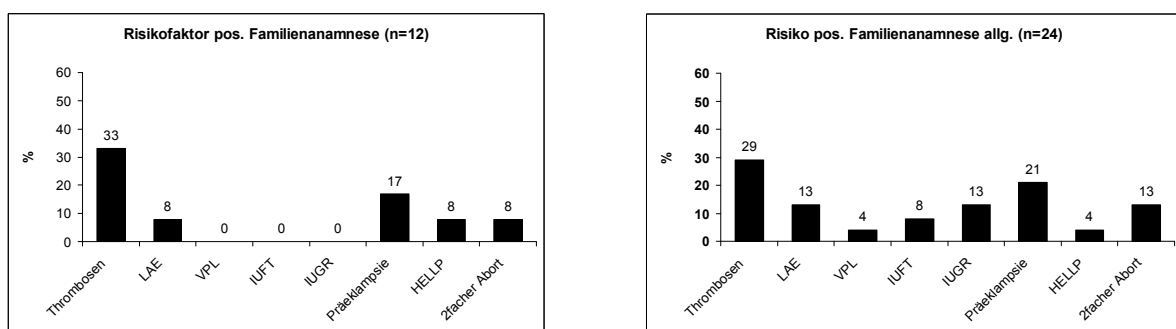 Risikofaktor pos. Familienanamnese (n=12)
60
50
40
30
20
10
0
%
33
8
0
0
0
17
8
8
Thrombosen
LAE
VPL
IUFT
IUGR
Präeklampsie
HELLP
2facher Abort
Risiko pos. Familienanamnese allg. (n=24)
60
50
40
30
20
10
0
%
29
13
4
8
13
21
4
13
Thrombosen
LAE
VPL
IUFT
IUGR
Präeklampsie
HELLP
2facher Abort